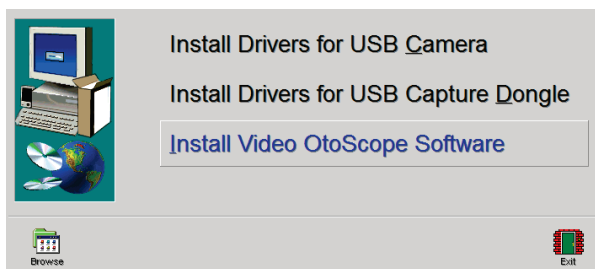 Install Drivers for USB Camera
Install Drivers for USB Capture Dongle
Install Video OtoScope Software
Browse
Exit